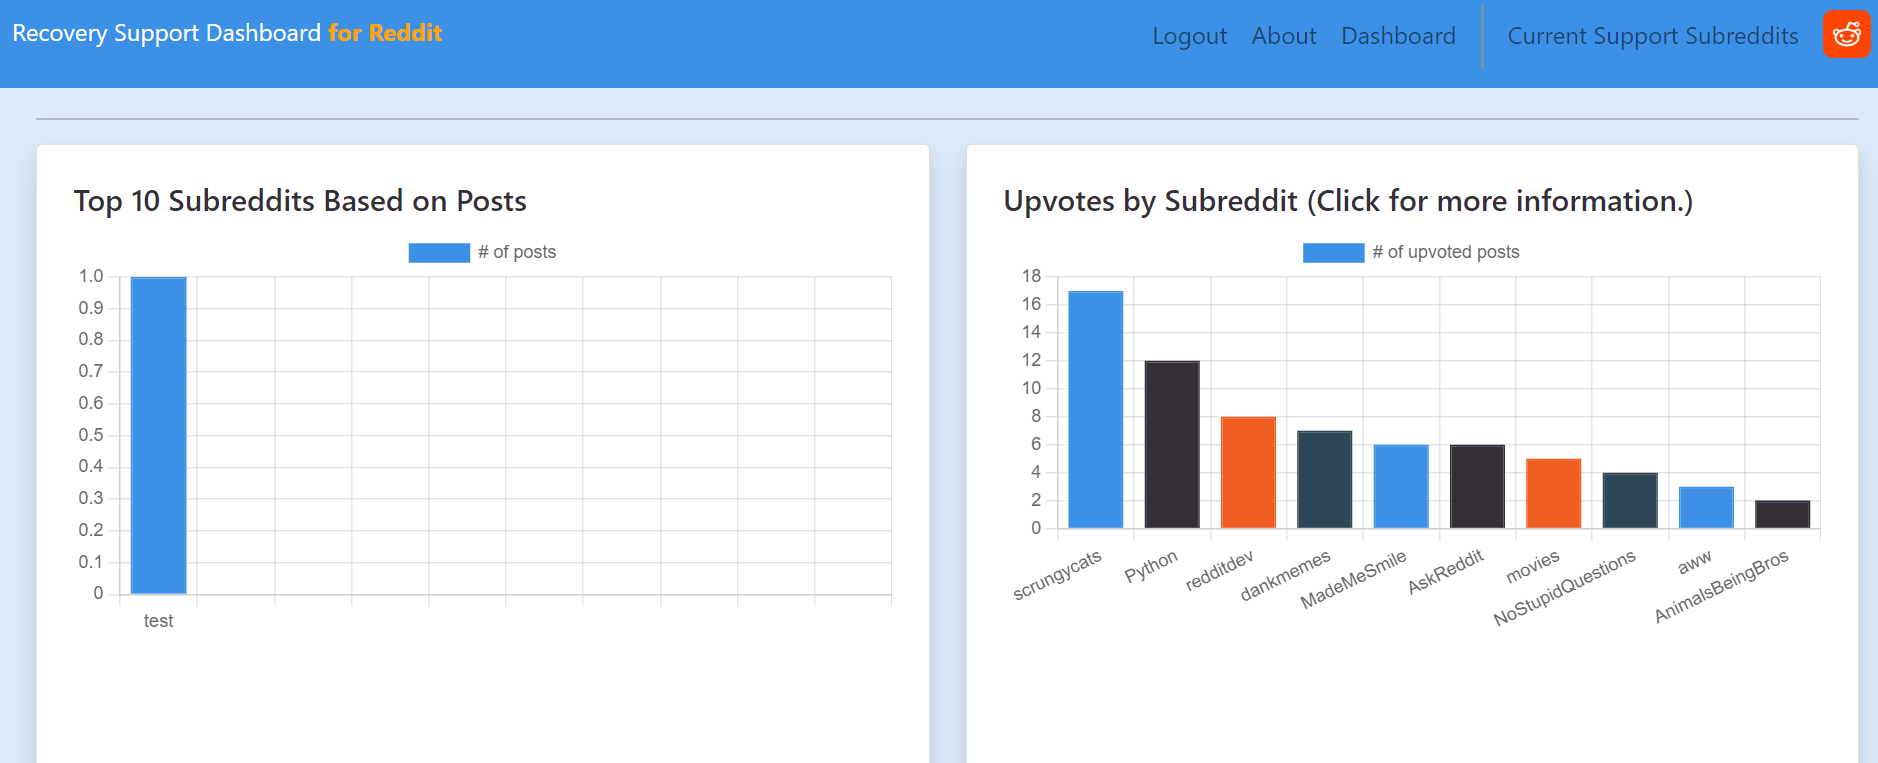 Recovery Support Dashboard for Reddit
Logout About Dashboard Current Support Subreddits
Top 10 Subreddits Based on Posts
# of posts
1.0
0.9
0.8
0.7
0.6
0.5
0.4
0.3
0.2
0.1
0
test
Upvotes by Subreddit (Click for more information.)
# of upvoted posts
18
16
14
12
10
8
6
4
2
0
scrungycats
Python
redditdev
dankmemes
MadeMeSmile
AskReddit
movies
NoStupidQuestions
aww
AnimalsBeingBros